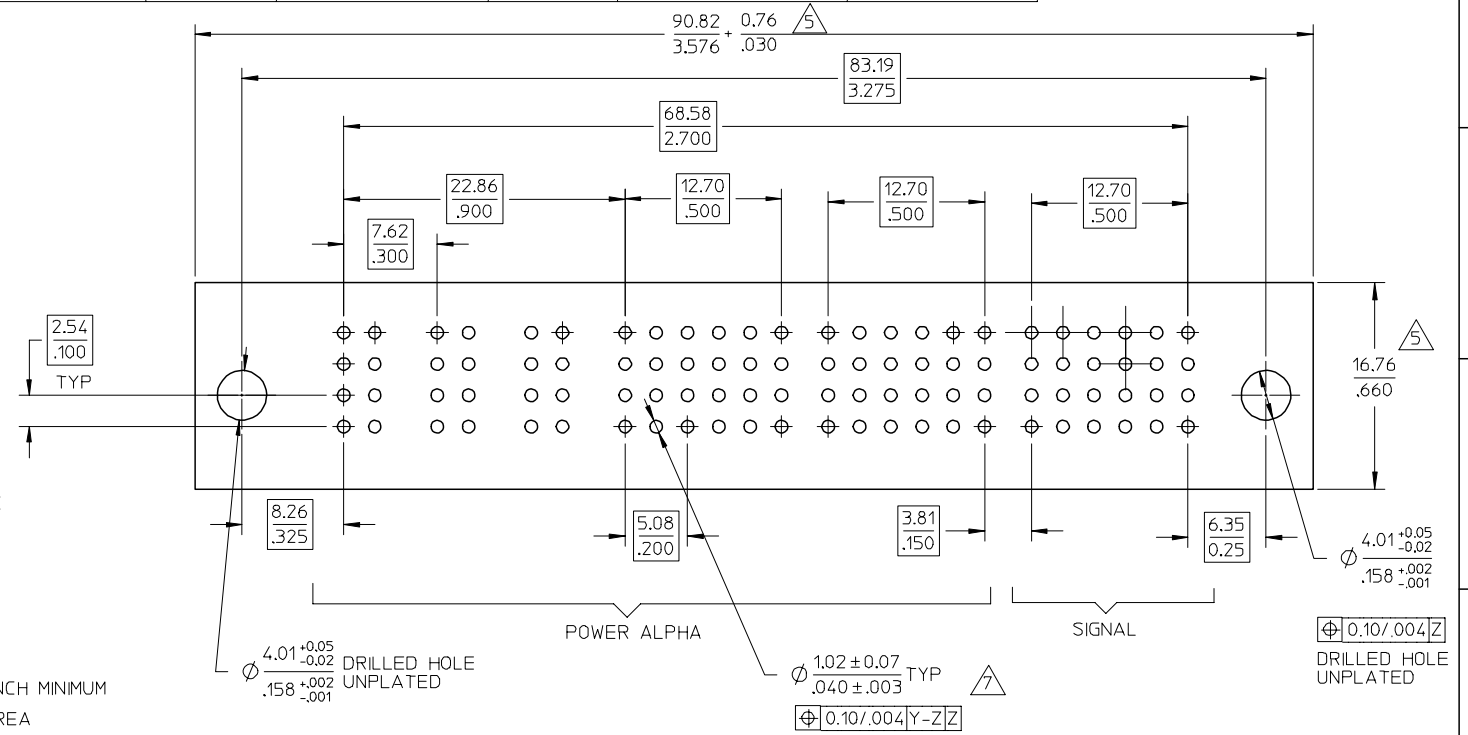 90.82 + 0.76 5
3.576 .030
83.19
3.275
68.58
2.700
22.86
.900
12.70
.500
12.70
.500
12.70
.500
7.62
.300
2.54
.100
TYP
16.76
.660
5
8.26
.325
5.08
.200
3.81
.150
6.35
0.25
Ø 4.01 +0.05 -0.02
.158 +.002 -.001
POWER ALPHA
SIGNAL
⌖ 0.10/.004 Z
DRILLED HOLE
UNPLATED
Ø 4.01 +0.05 -0.02 DRILLED HOLE
.158 +.002 -.001 UNPLATED
Ø 1.02 ± 0.07 TYP
.040 ± .003
7
⌖ 0.10/.004 Y-Z Z
NCH MINIMUM
REA